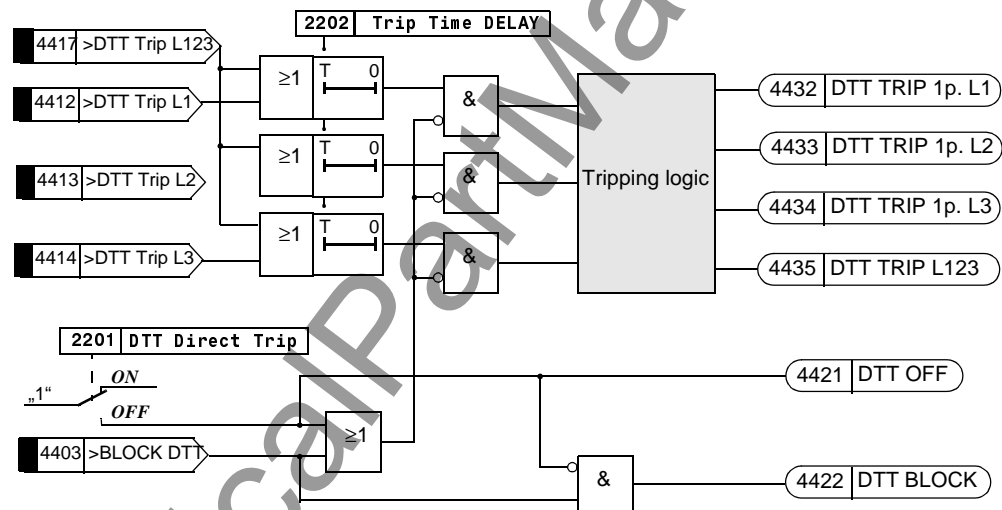 2202 Trip Time DELAY
4417 >DTT Trip L123
≥1 T 0
&
4432 DTT TRIP 1p. L1
4412 >DTT Trip L1
4433 DTT TRIP 1p. L2
≥1 T 0
&
Tripping logic
4413 >DTT Trip L2
4434 DTT TRIP 1p. L3
≥1 T 0
&
4414 >DTT Trip L3
4435 DTT TRIP L123
2201 DTT Direct Trip
„1“
ON
OFF
4421 DTT OFF
≥1
4403 >BLOCK DTT
&
4422 DTT BLOCK
calPartMa